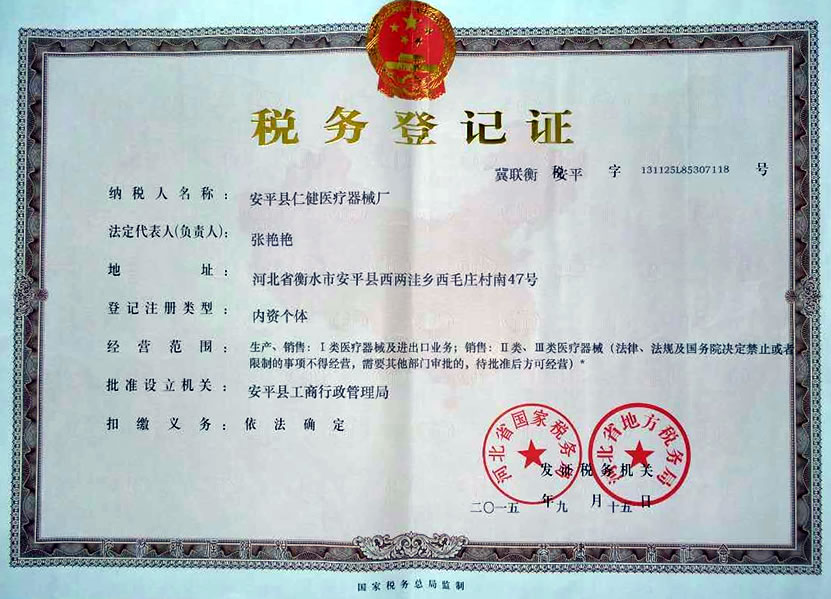 税务登记证
冀联衡 税 安平 字 131125L85307118 号
纳税人名称： 安平县仁健医疗器械厂
法定代表人(负责人)： 张艳艳
地址： 河北省衡水市安平县西两洼乡西毛庄村南47号
登记注册类型： 内资个体
经营范围： 生产、销售：Ⅰ类医疗器械及进出口业务；销售：Ⅱ类、Ⅲ类医疗器械（法律、法规及国务院决定禁止或者
限制的事项不得经营，需要其他部门审批的，待批准后方可经营）*
批准设立机关： 安平县工商行政管理局
扣缴义务： 依法确定
河北省国家税务局
河北省地方税务局
发证税务机关
二〇一五 年 九 月 十五 日
国家税务总局监制